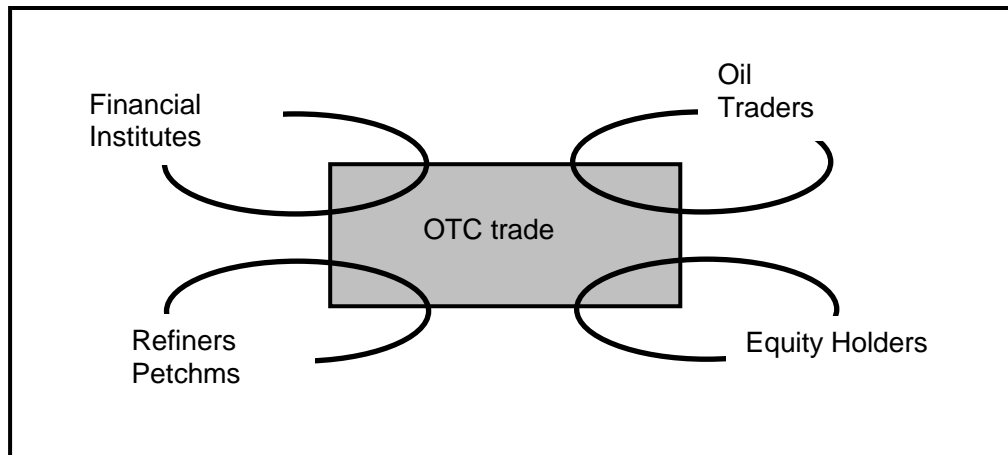 Financial
Institutes
Oil
Traders
OTC trade
Refiners
Petchms
Equity Holders